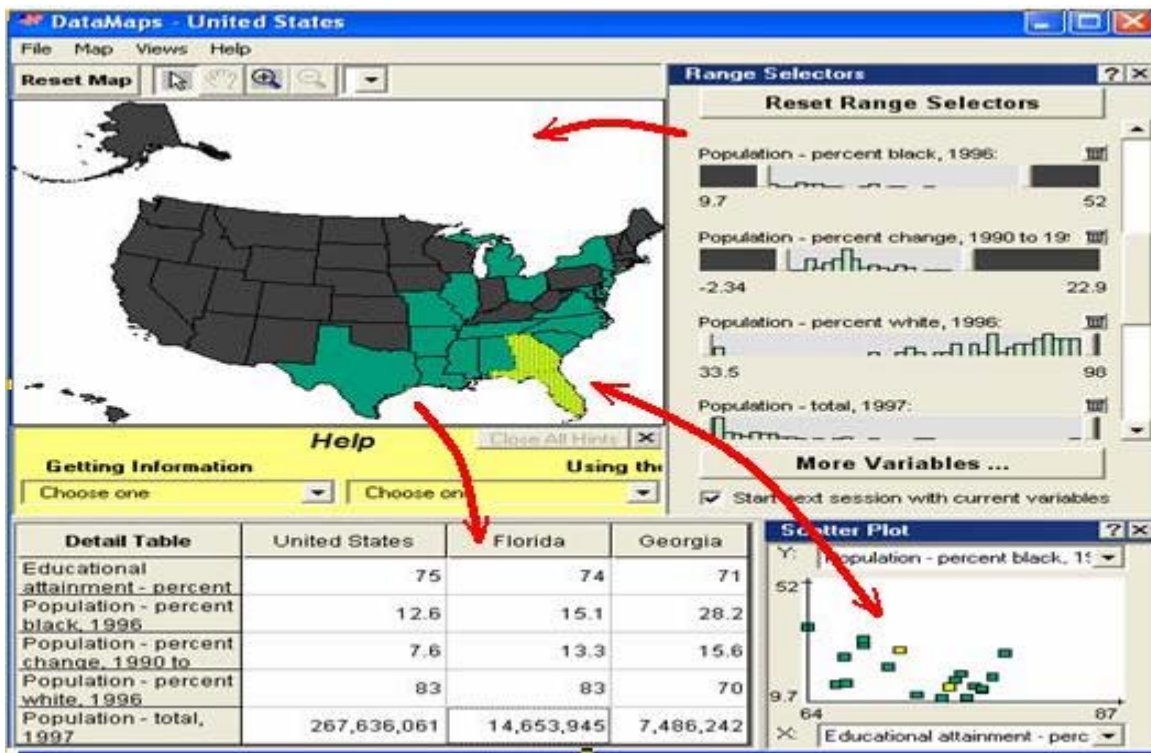 DataMaps - United States
File Map Views Help
Reset Map
Range Selectors ? ×
Reset Range Selectors
Population - percent black, 1996:
9.7 52
Population - percent change, 1990 to 19
-2.34 22.9
Population - percent white, 1996:
33.5 98
Population - total, 1997:
More Variables ...
Start next session with current variables
Help Close All Hints ×
Getting Information Using the
Choose one Choose one
Detail Table United States Florida Georgia
Educational
attainment - percent 75 74 71
Population - percent
black, 1996 12.6 15.1 28.2
Population - percent
change, 1990 to 7.6 13.3 15.6
Population - percent
white, 1996 83 83 70
Population - total,
1997 267,636,061 14,653,945 7,486,242
Scatter Plot ? ×
Y: Population - percent black, 19
52
9.7
64 87
X: Educational attainment - perc